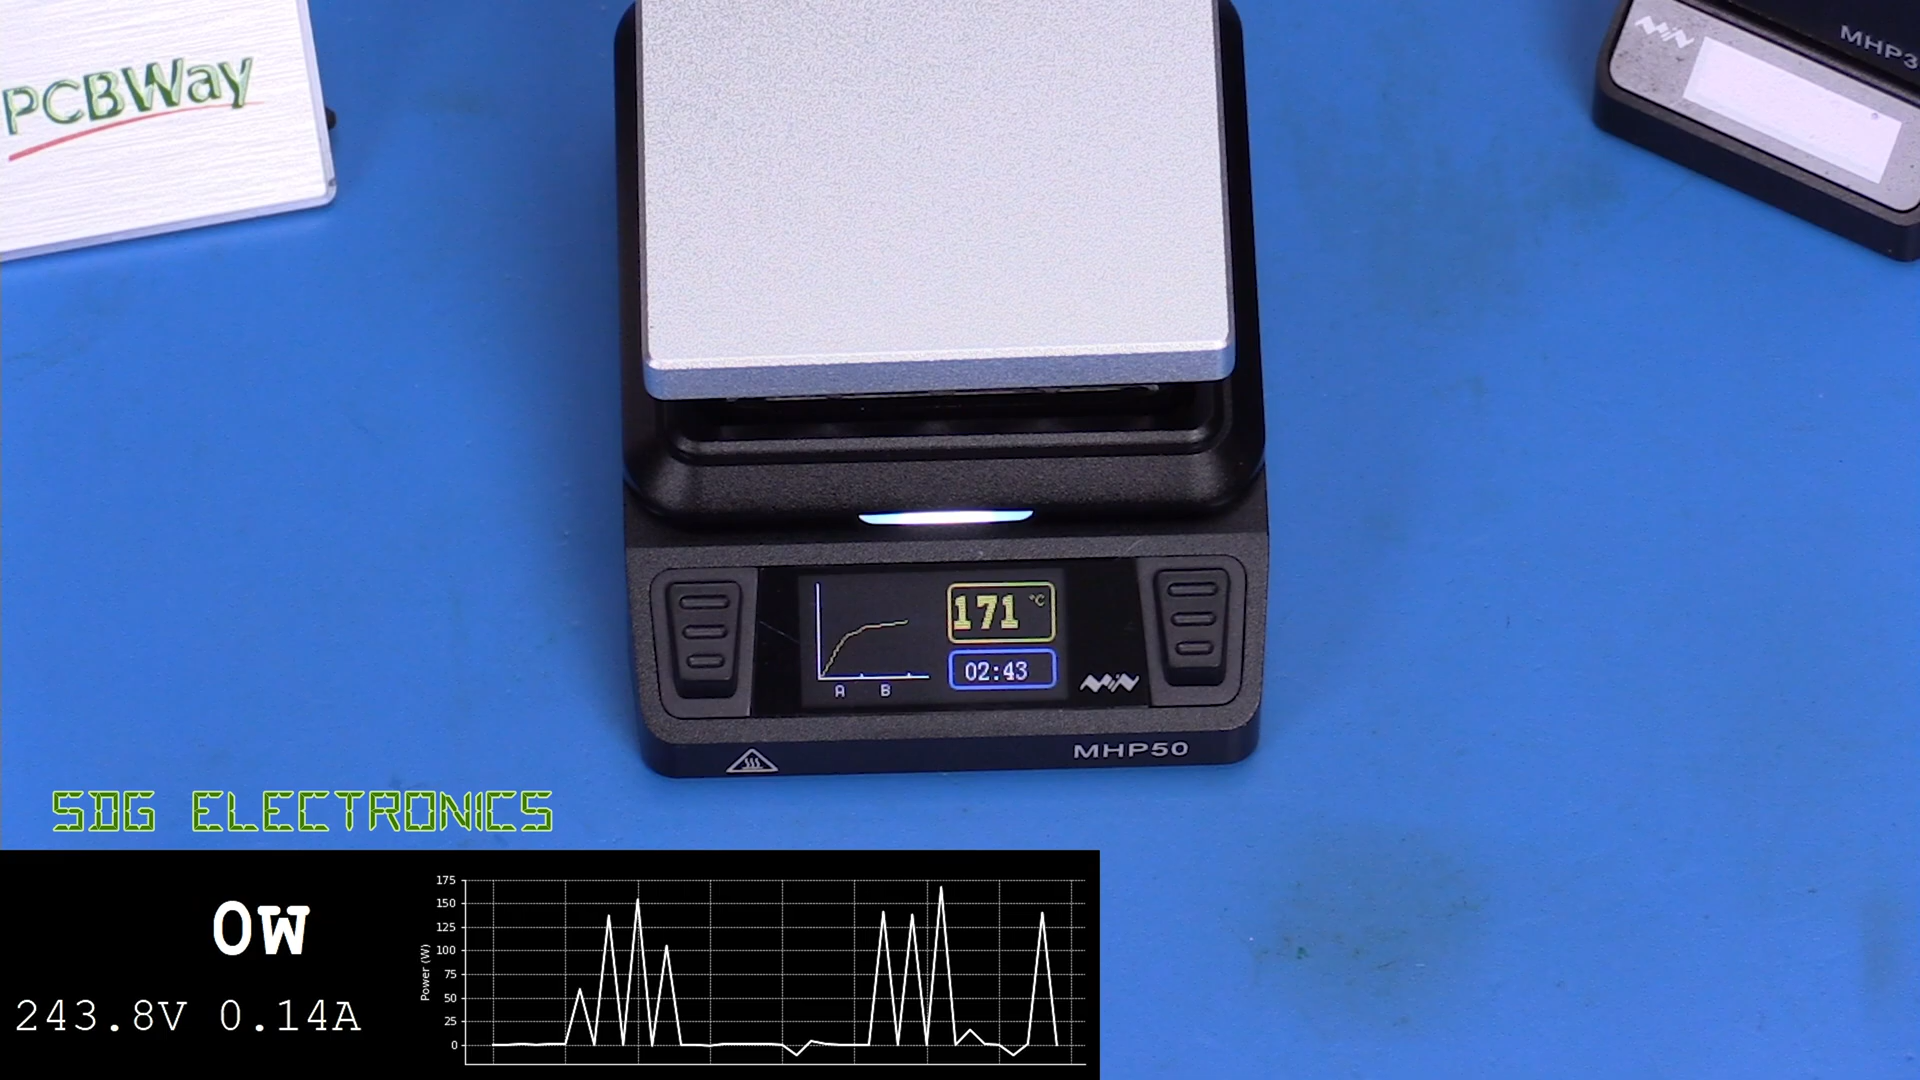 PCBWay
MHP3
171 °C
02:43
A B
MHP50
SDG ELECTRONICS
0W
243.8V 0.14A
Power (W)
175
150
125
100
75
50
25
0